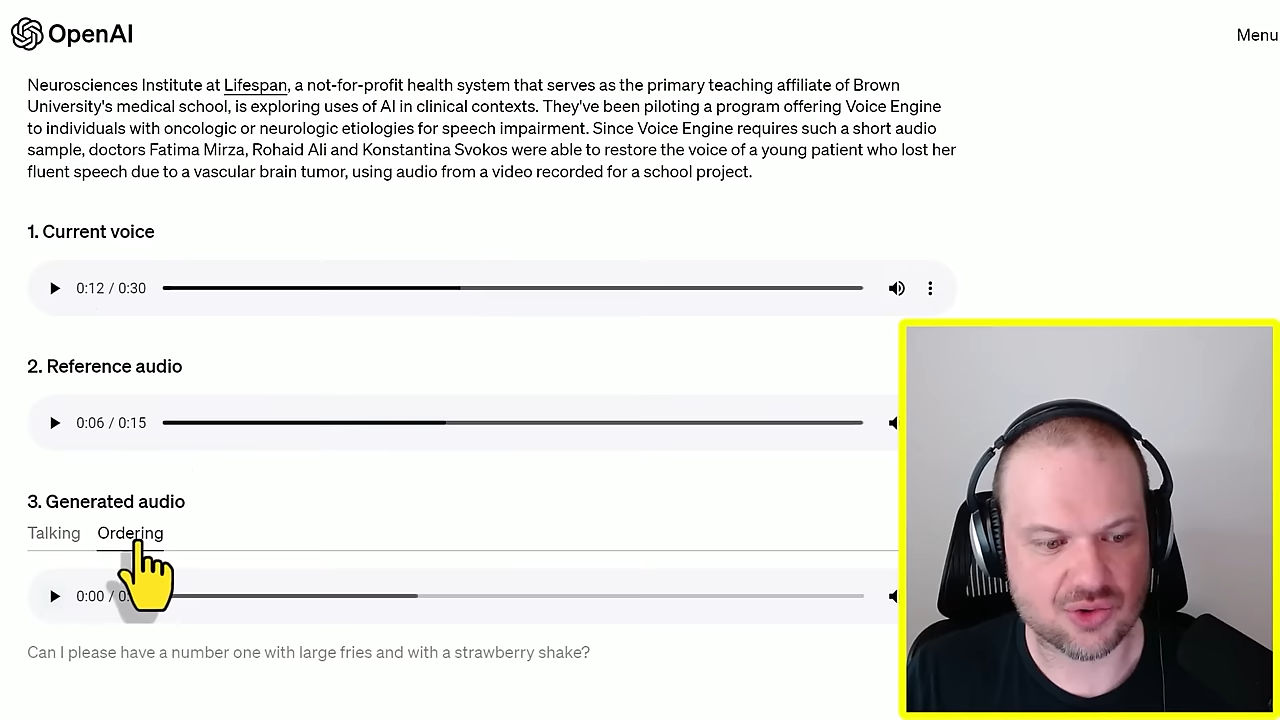 OpenAI
Menu
Neurosciences Institute at Lifespan, a not-for-profit health system that serves as the primary teaching affiliate of Brown
University's medical school, is exploring uses of AI in clinical contexts. They've been piloting a program offering Voice Engine
to individuals with oncologic or neurologic etiologies for speech impairment. Since Voice Engine requires such a short audio
sample, doctors Fatima Mirza, Rohaid Ali and Konstantina Svokos were able to restore the voice of a young patient who lost her
fluent speech due to a vascular brain tumor, using audio from a video recorded for a school project.
1. Current voice
0:12 / 0:30
2. Reference audio
0:06 / 0:15
3. Generated audio
Talking Ordering
0:00 /
Can I please have a number one with large fries and with a strawberry shake?